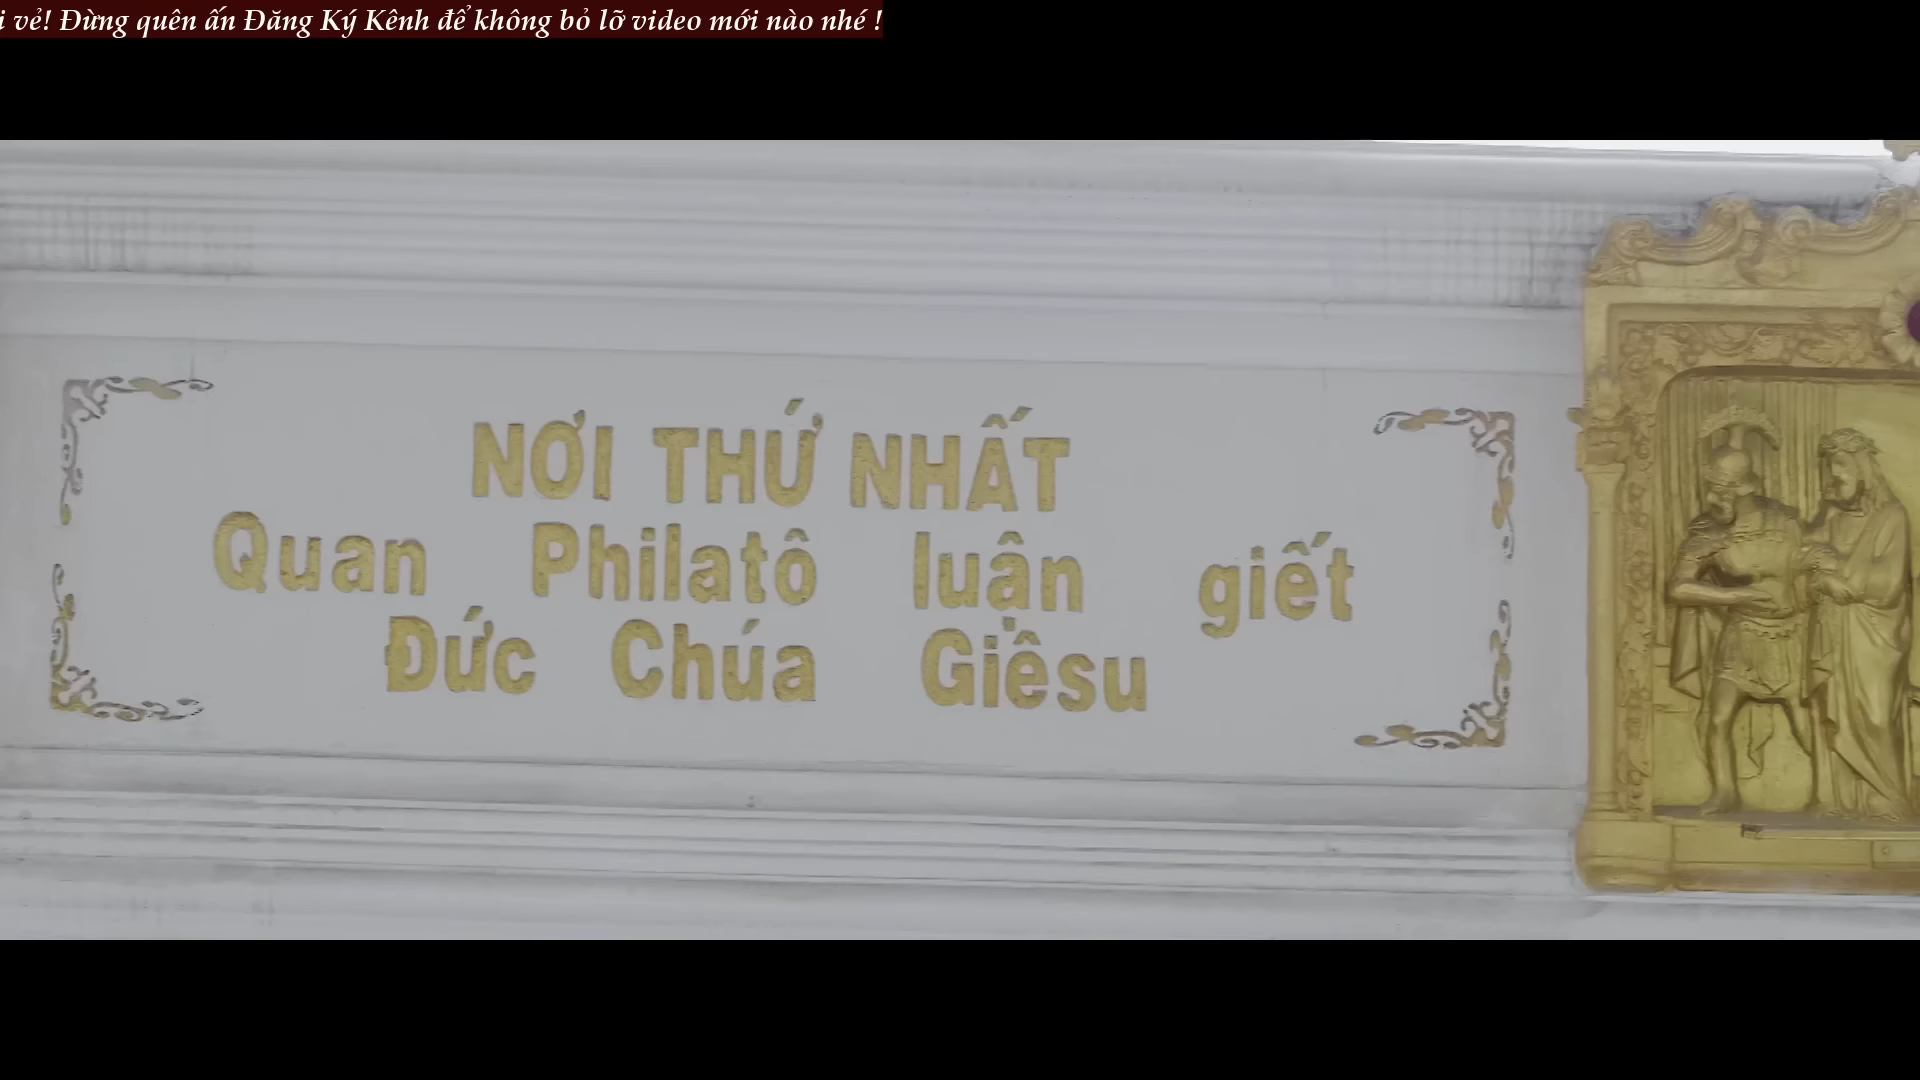 i vẻ! Đừng quên ấn Đăng Ký Kênh để không bỏ lỡ video mới nào nhé !
NƠI THỨ NHẤT
Quan Philatô luận giết
Đức Chúa Giêsu